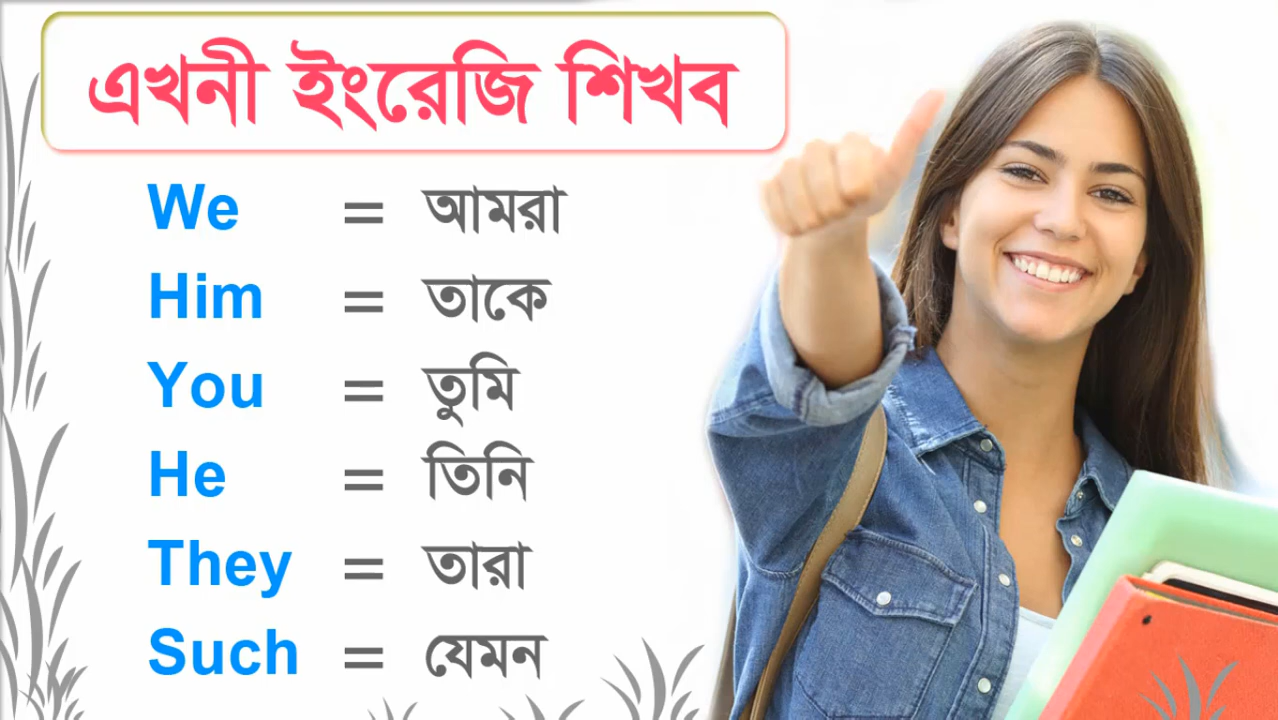 এখনী ইংরেজি শিখব
We = আমরা
Him = তাকে
You = তুমি
He = তিনি
They = তারা
Such = যেমন